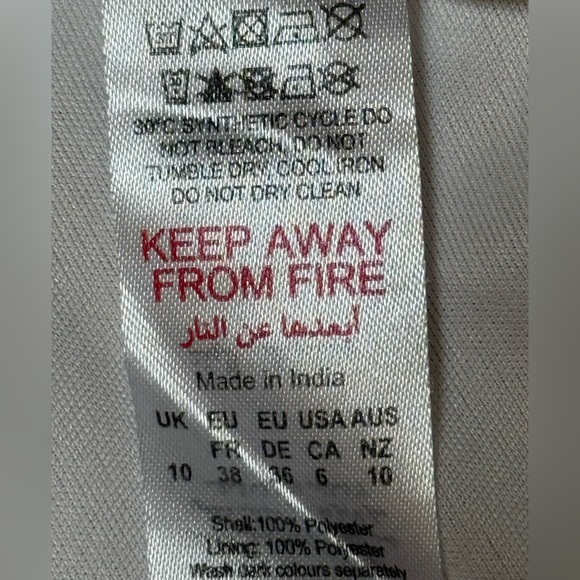 30°C SYNTHETIC CYCLE DO
NOT BLEACH, DO NOT
TUMBLE DRY, COOL IRON
DO NOT DRY CLEAN
KEEP AWAY
FROM FIRE
أبعدها عن النار
Made in India
UK EU EU USA AUS
FR DE CA NZ
10 38 36 6 10
Shell:100% Polyester
Lining: 100% Polyester
Wash dark colours separately